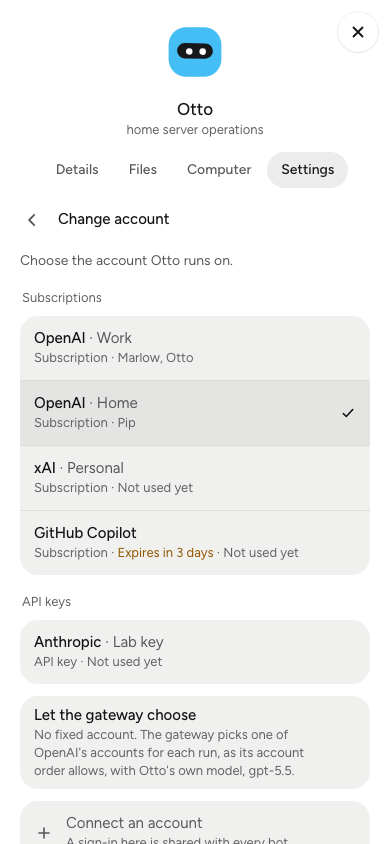 Otto
home server operations
Details Files Computer Settings
Change account
Choose the account Otto runs on.
Subscriptions
OpenAI · Work
Subscription · Marlow, Otto
OpenAI · Home
Subscription · Pip
xAI · Personal
Subscription · Not used yet
GitHub Copilot
Subscription · Expires in 3 days · Not used yet
API keys
Anthropic · Lab key
API key · Not used yet
Let the gateway choose
No fixed account. The gateway picks one of
OpenAI's accounts for each run, as its account
order allows, with Otto's own model, gpt-5.5.
Connect an account
A sign-in here is shared with every bot